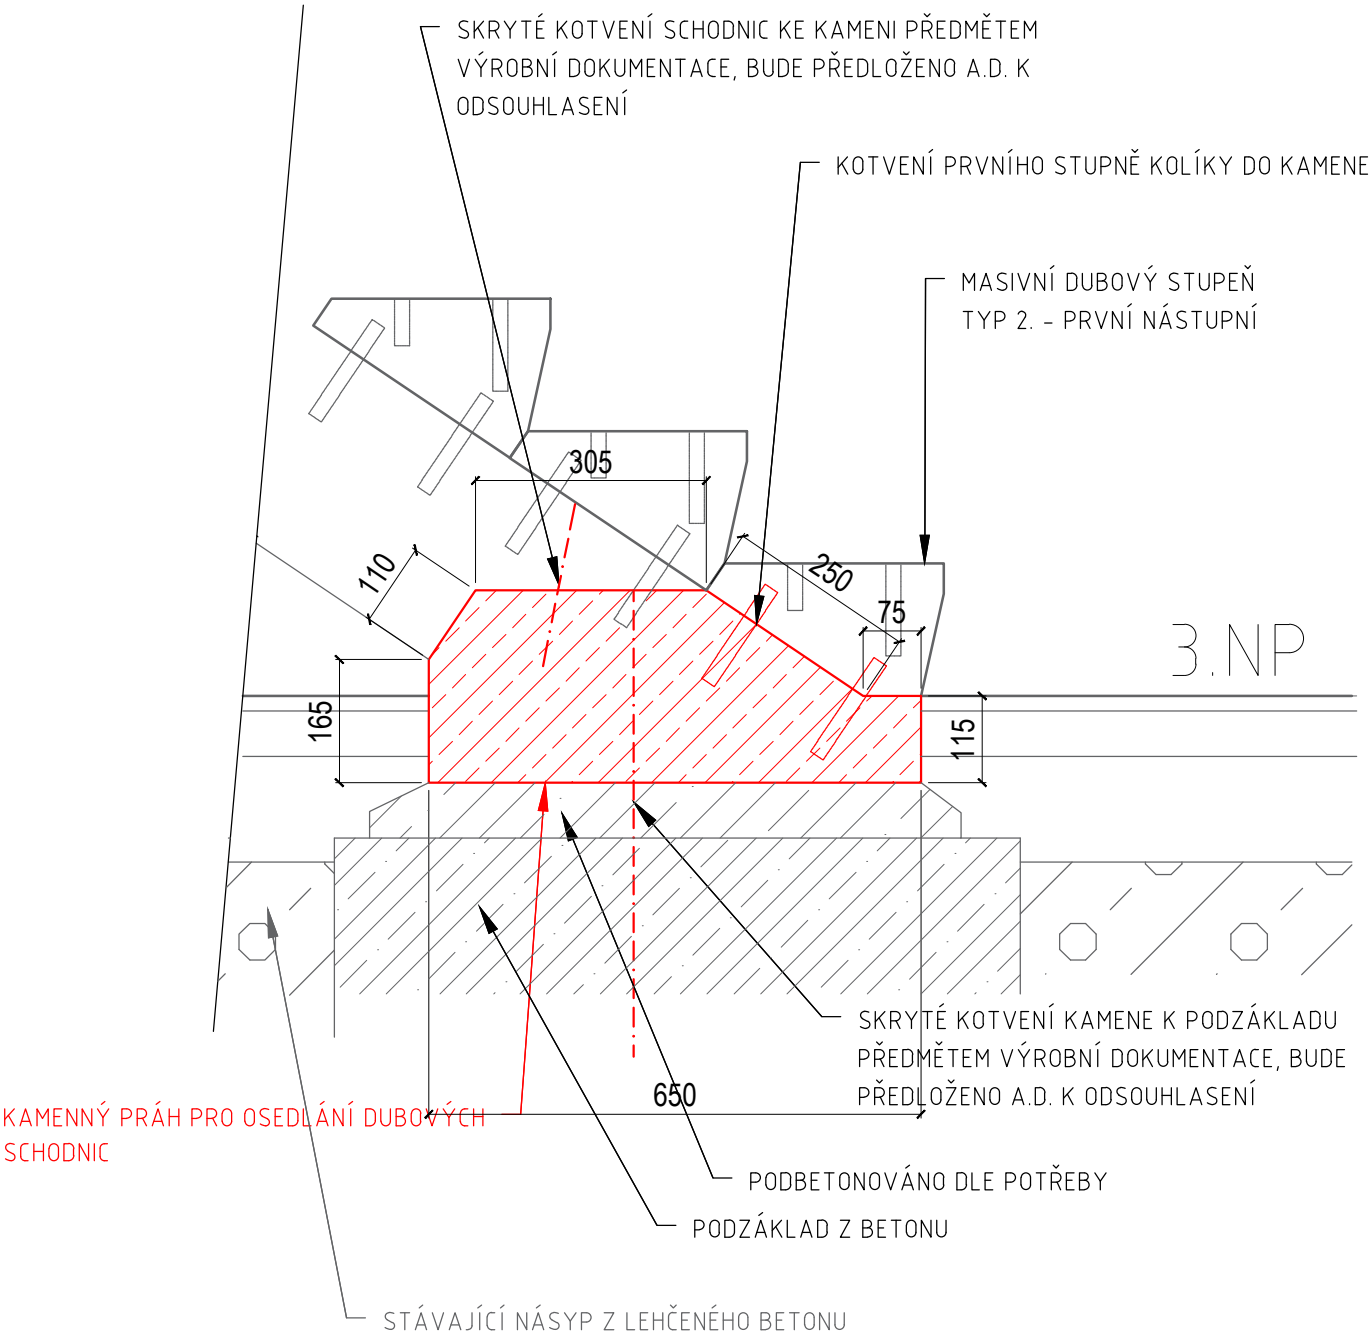 SKRYTÉ KOTVENÍ SCHODNIC KE KAMENI PŘEDMĚTEM
VÝROBNÍ DOKUMENTACE, BUDE PŘEDLOŽENO A.D. K
ODSOUHLASENÍ
KOTVENÍ PRVNÍHO STUPNĚ KOLÍKY DO KAMENE
MASIVNÍ DUBOVÝ STUPEŇ
TYP 2. - PRVNÍ NÁSTUPNÍ
305
110
250
75
3.NP
165
115
SKRYTÉ KOTVENÍ KAMENE K PODZÁKLADU
PŘEDMĚTEM VÝROBNÍ DOKUMENTACE, BUDE
PŘEDLOŽENO A.D. K ODSOUHLASENÍ
650
KAMENNÝ PRÁH PRO OSEDLÁNÍ DUBOVÝCH
SCHODNIC
PODBETONOVÁNO DLE POTŘEBY
PODZÁKLAD Z BETONU
STÁVAJÍCÍ NÁSYP Z LEHČENÉHO BETONU